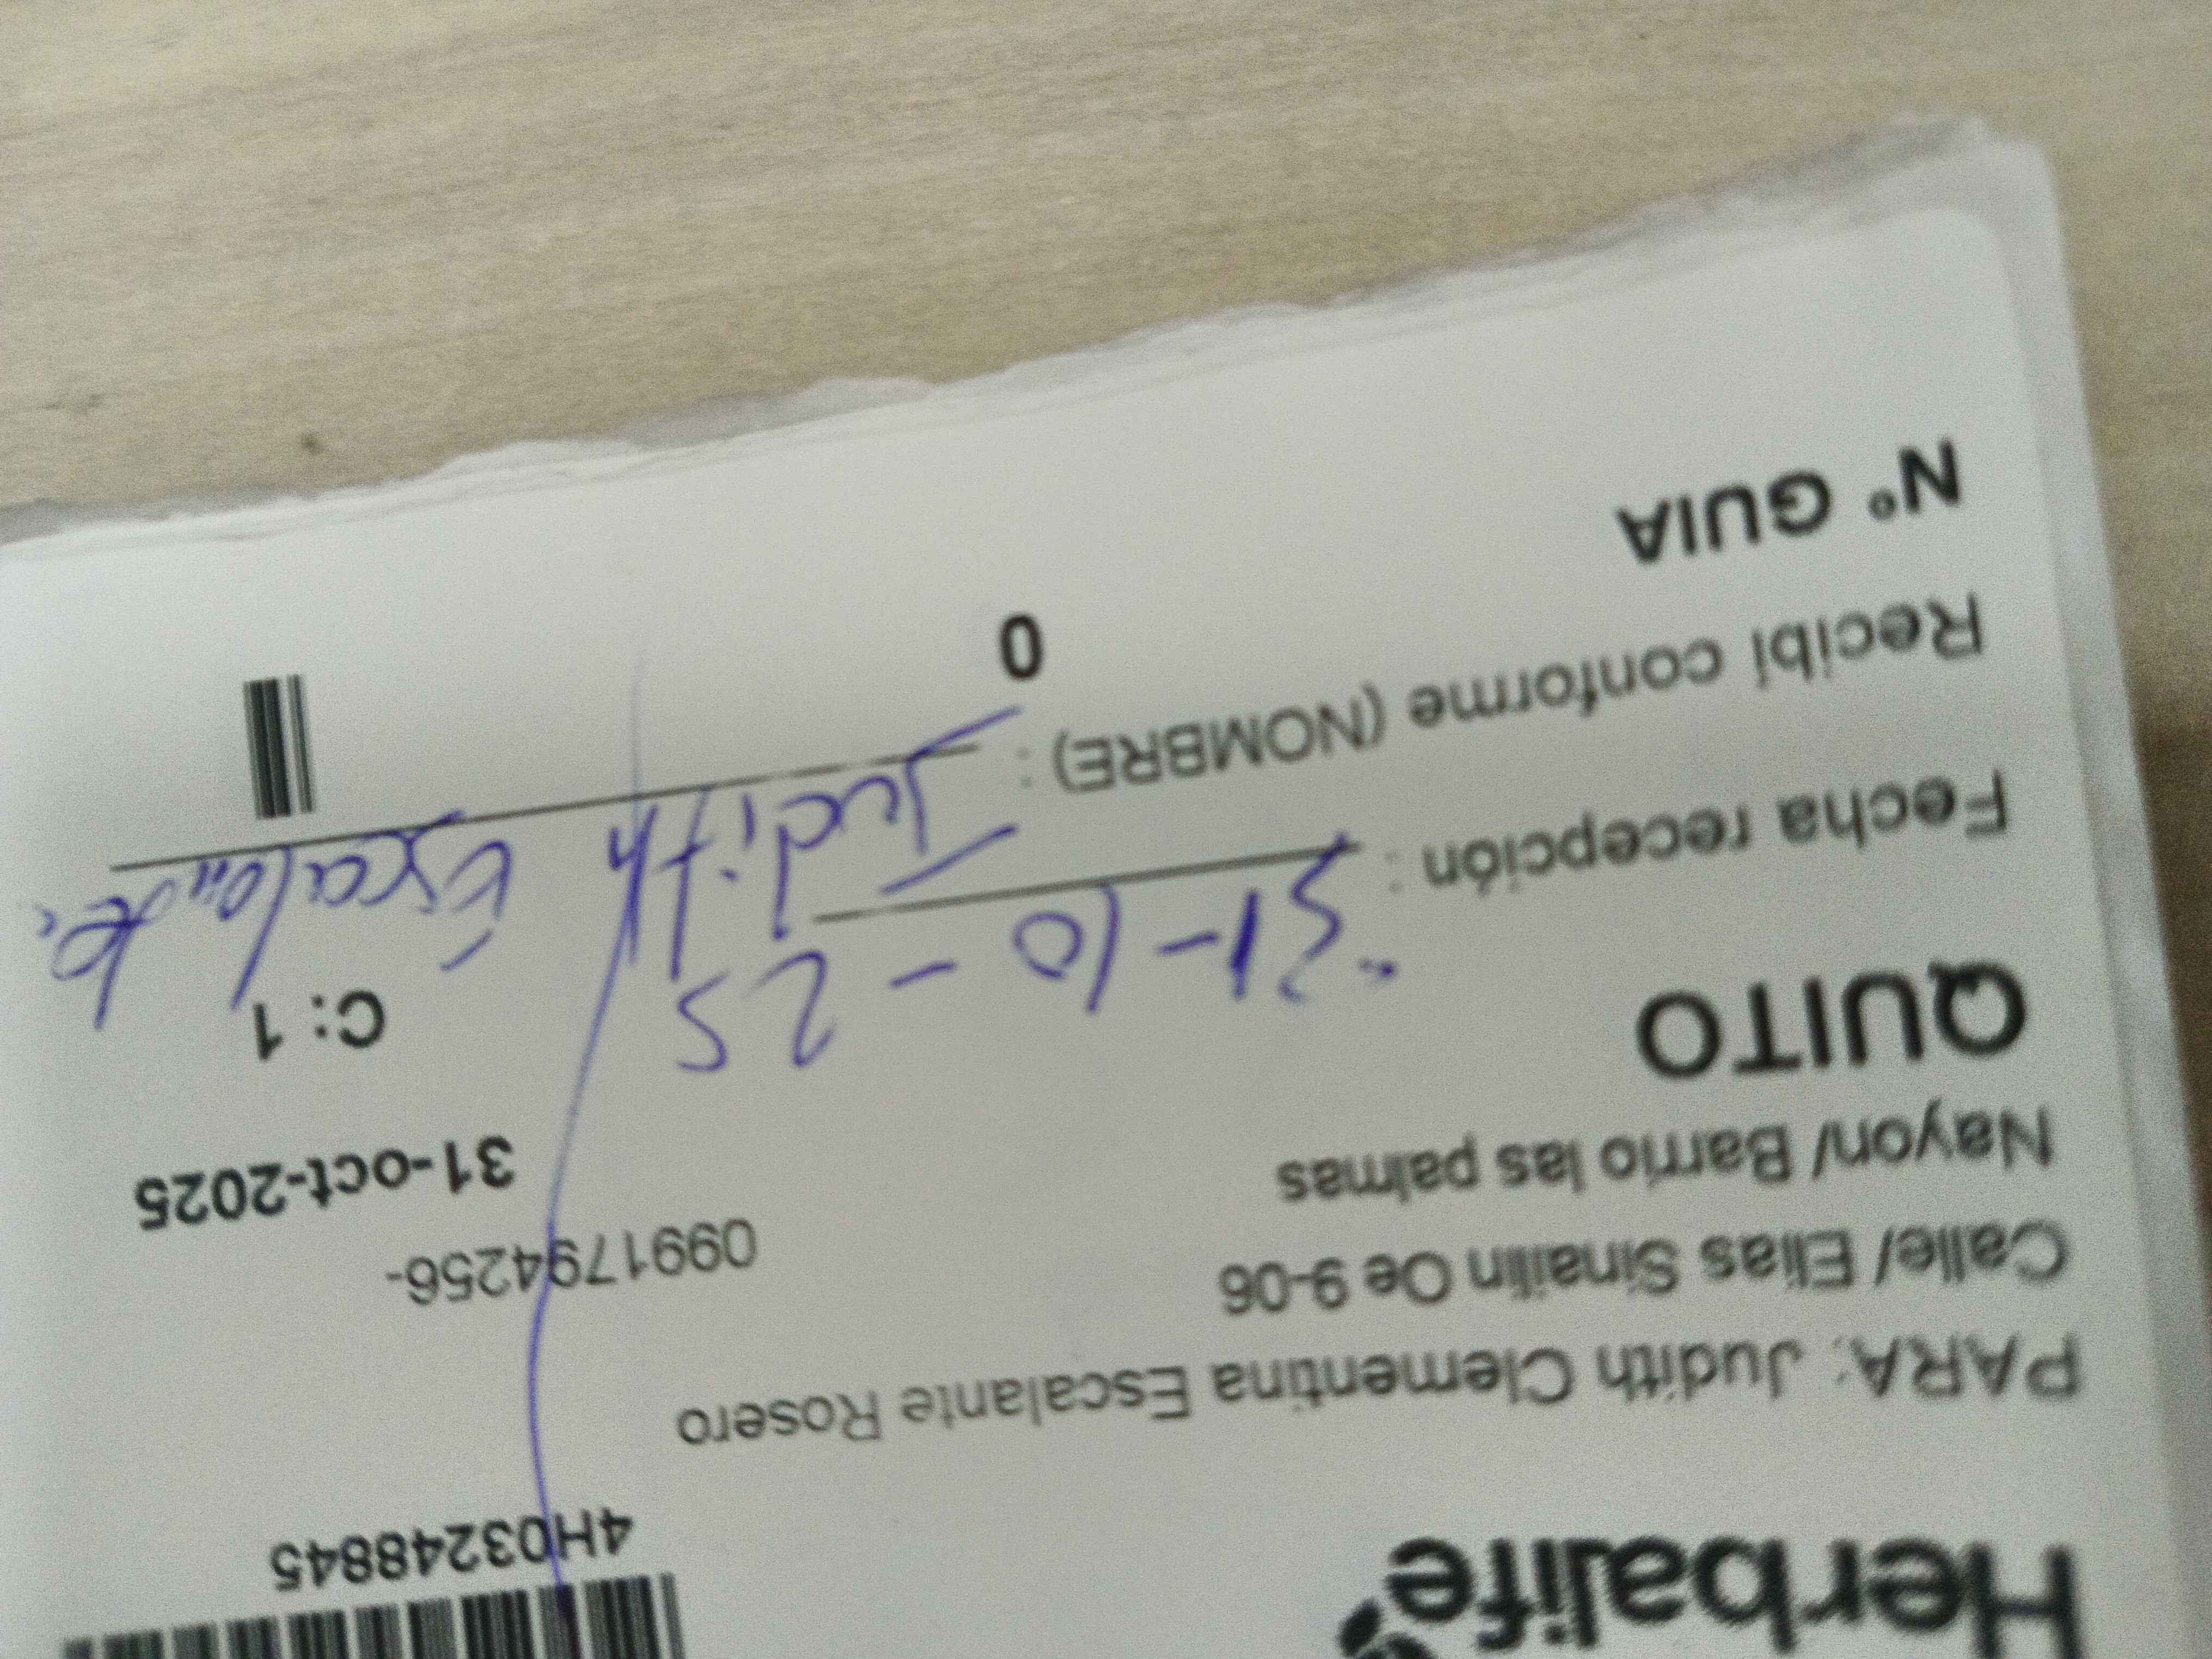 Herbalife
4H03248845
PARA: Judith Clementina Escalante Rosero
Calle/ Elias Sinailin Oe 9-06
0991794256-
Nayon/ Barrio las palmas
31-oct-2025
QUITO
C: 1
Fecha recepción : 31-10-25
Recibí conforme (NOMBRE) : Judith Escalante
0
N° GUIA